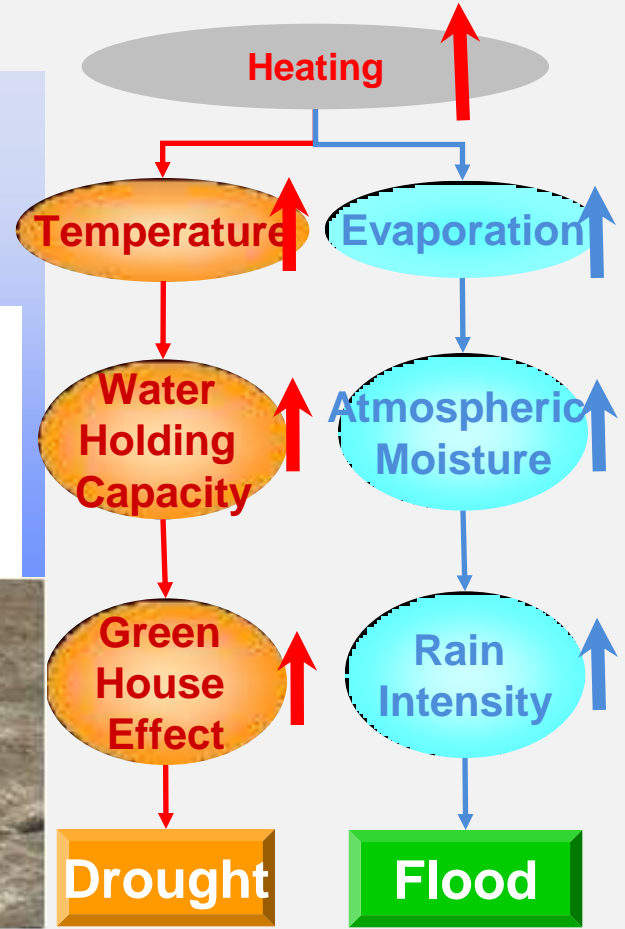 Heating
Temperature
Evaporation
Water
Holding
Capacity
Atmospheric
Moisture
Green
House
Effect
Rain
Intensity
Drought
Flood